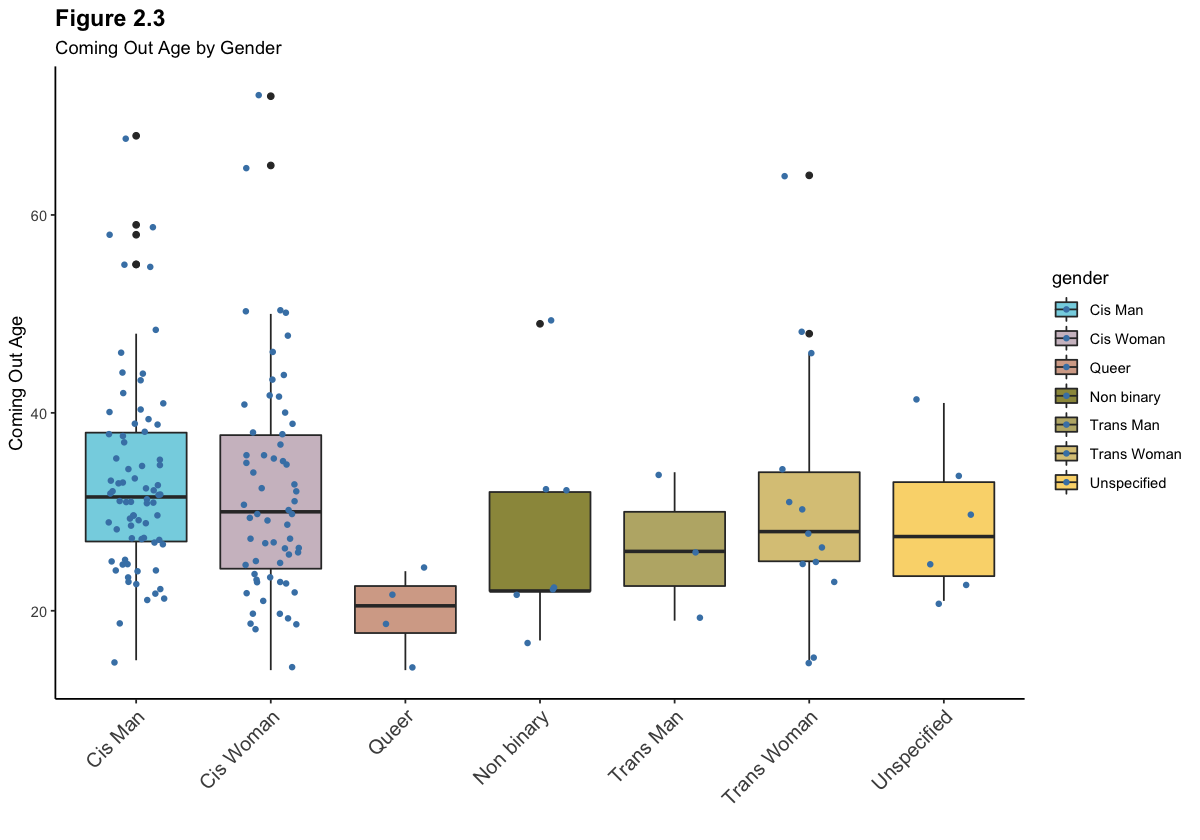 Figure 2.3
Coming Out Age by Gender
Coming Out Age
60
40
20
Cis Man
Cis Woman
Queer
Non binary
Trans Man
Trans Woman
Unspecified
gender
Cis Man
Cis Woman
Queer
Non binary
Trans Man
Trans Woman
Unspecified